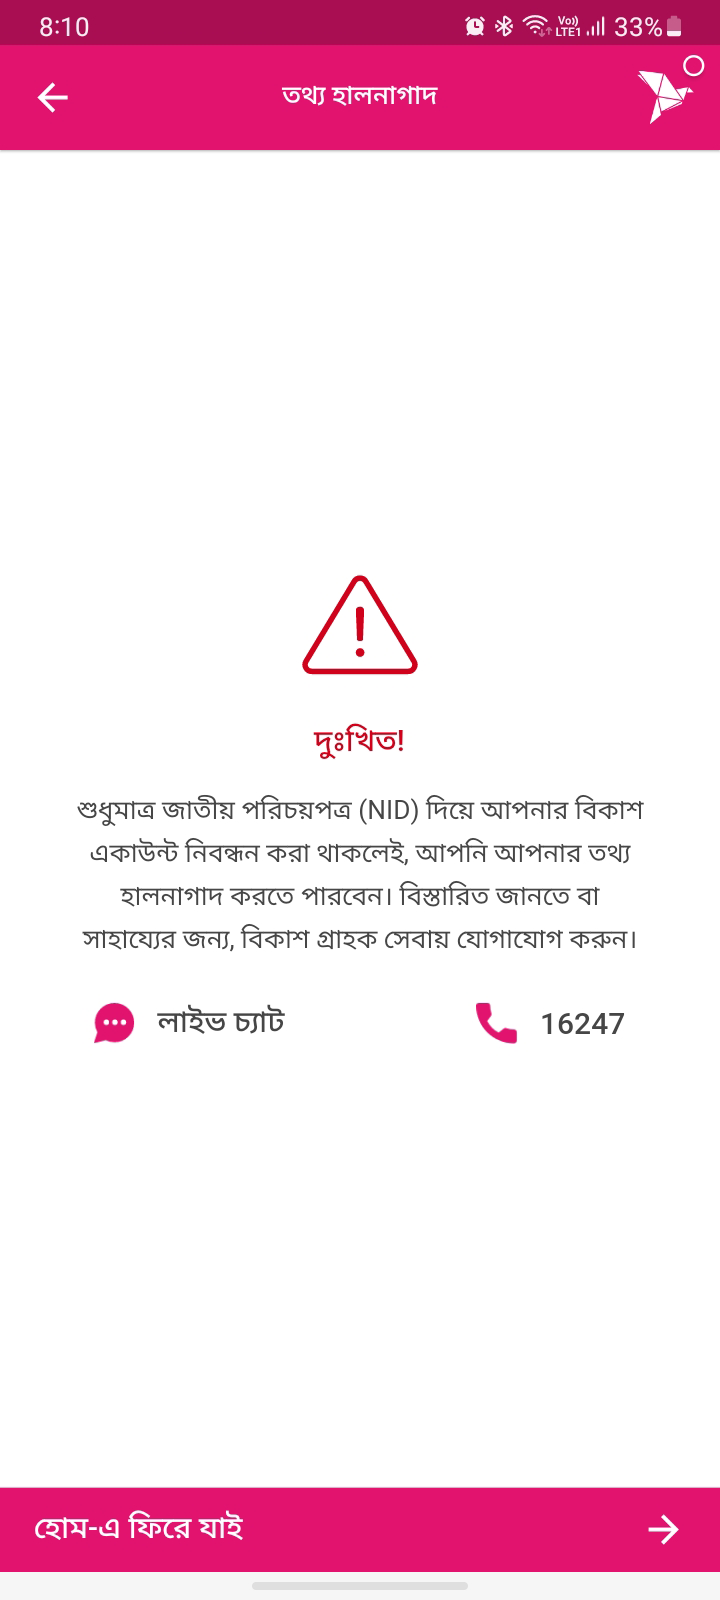 8:10
Vo)) LTE1 33%
তথ্য হালনাগাদ
দুঃখিত!
শুধুমাত্র জাতীয় পরিচয়পত্র (NID) দিয়ে আপনার বিকাশ
একাউন্ট নিবন্ধন করা থাকলেই, আপনি আপনার তথ্য
হালনাগাদ করতে পারবেন। বিস্তারিত জানতে বা
সাহায্যের জন্য, বিকাশ গ্রাহক সেবায় যোগাযোগ করুন।
লাইভ চ্যাট 16247
হোম-এ ফিরে যাই